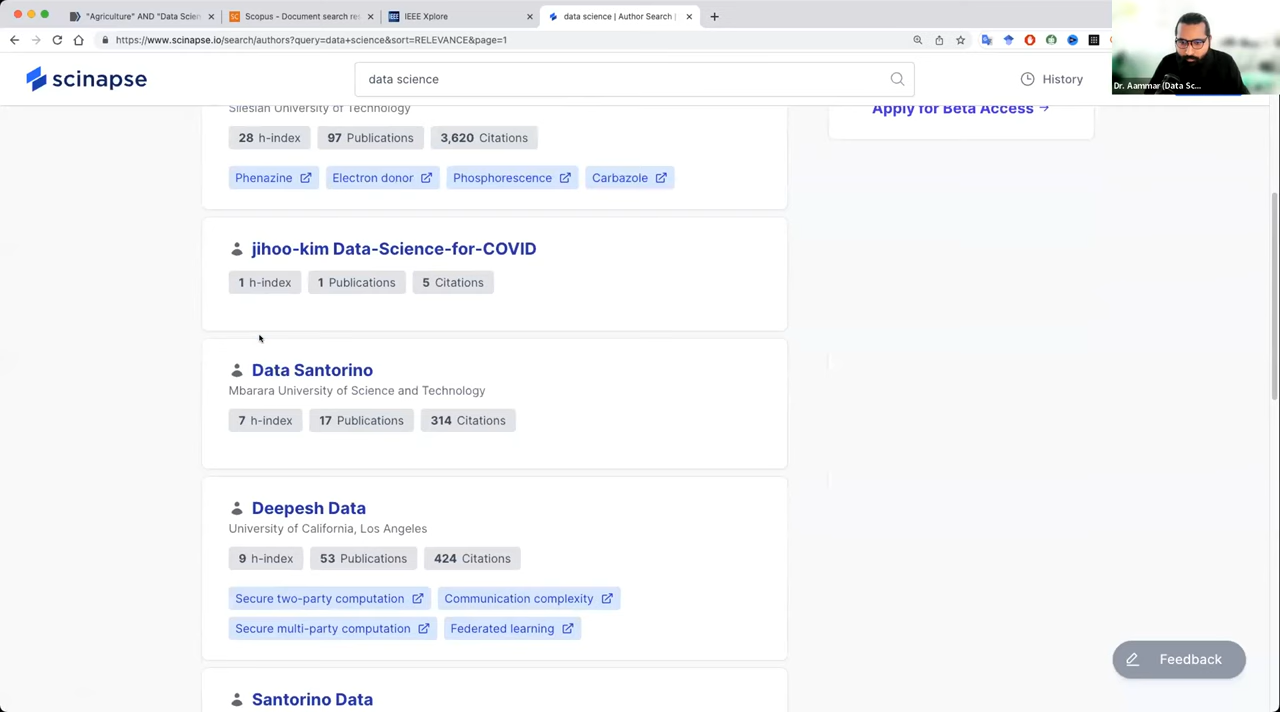 "Agriculture" AND "Data Scien
Scopus - Document search res
IEEE Xplore
data science | Author Search |
https://www.scinapse.io/search/authors?query=data+science&sort=RELEVANCE&page=1
scinapse
data science
History
Dr. Aammar (Data Sc...
Silesian University of Technology
Apply for Beta Access →
28 h-index 97 Publications 3,620 Citations
Phenazine Electron donor Phosphorescence Carbazole
jihoo-kim Data-Science-for-COVID
1 h-index 1 Publications 5 Citations
Data Santorino
Mbarara University of Science and Technology
7 h-index 17 Publications 314 Citations
Deepesh Data
University of California, Los Angeles
9 h-index 53 Publications 424 Citations
Secure two-party computation Communication complexity
Secure multi-party computation Federated learning
Feedback
Santorino Data